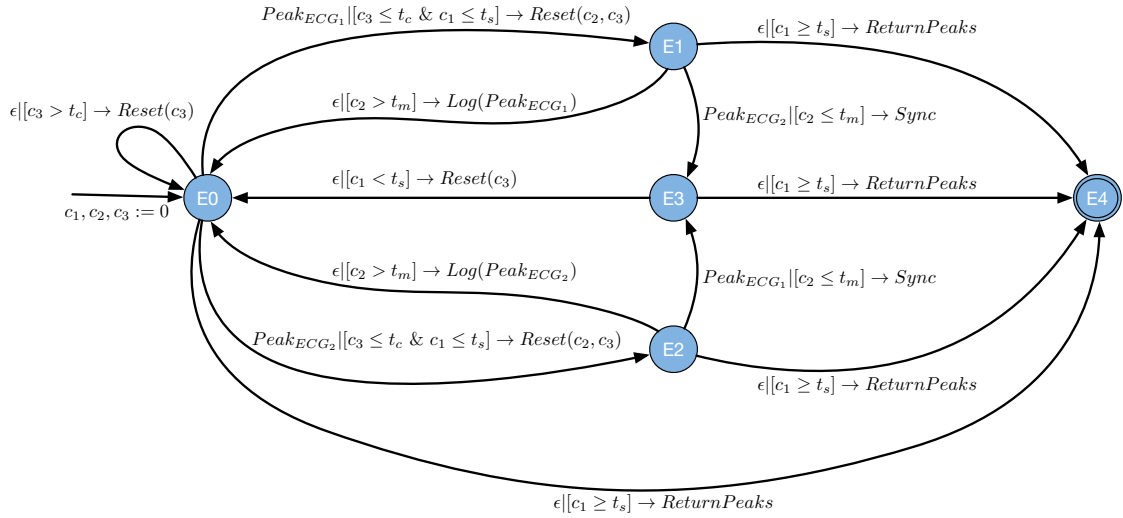 Peak_{ECG_1}|[c_3 ≤ t_c & c_1 ≤ t_s] → Reset(c_2, c_3)
E1
ϵ|[c_1 ≥ t_s] → ReturnPeaks
ϵ|[c_3 > t_c] → Reset(c_3)
ϵ|[c_2 > t_m] → Log(Peak_{ECG_1})
Peak_{ECG_2}|[c_2 ≤ t_m] → Sync
ϵ|[c_1 < t_s] → Reset(c_3)
ϵ|[c_1 ≥ t_s] → ReturnPeaks
E0
E3
E4
c_1, c_2, c_3 := 0
ϵ|[c_2 > t_m] → Log(Peak_{ECG_2})
Peak_{ECG_1}|[c_2 ≤ t_m] → Sync
Peak_{ECG_2}|[c_3 ≤ t_c & c_1 ≤ t_s] → Reset(c_2, c_3)
E2
ϵ|[c_1 ≥ t_s] → ReturnPeaks
ϵ|[c_1 ≥ t_s] → ReturnPeaks